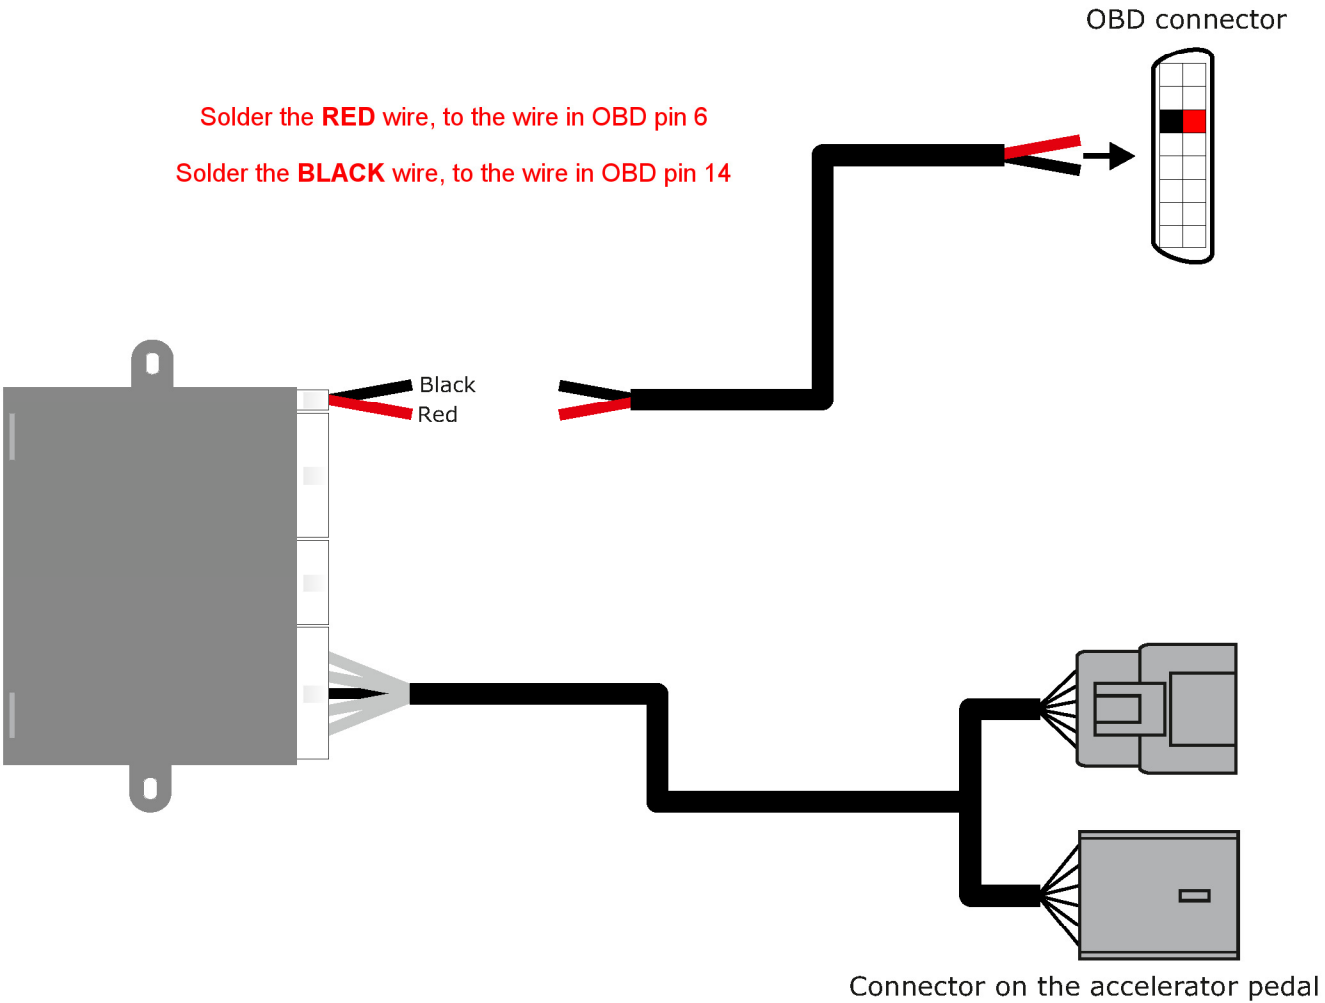 OBD connector
Solder the RED wire, to the wire in OBD pin 6
Solder the BLACK wire, to the wire in OBD pin 14
Black
Red
Connector on the accelerator pedal